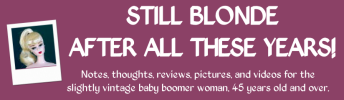 STILL BLONDE
AFTER ALL THESE YEARS!
Notes, thoughts, reviews, pictures, and videos for the
slightly vintage baby boomer woman, 45 years old and over.